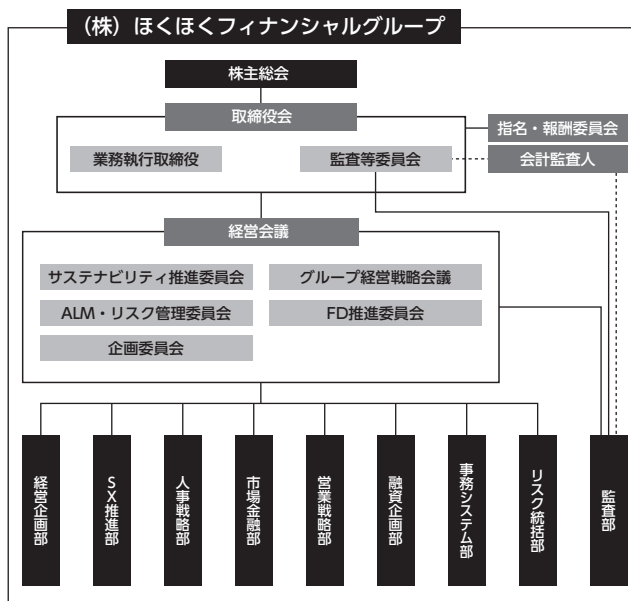 (株)ほくほくフィナンシャルグループ
株主総会
取締役会
指名・報酬委員会
業務執行取締役
監査等委員会
会計監査人
経営会議
サステナビリティ推進委員会
グループ経営戦略会議
ALM・リスク管理委員会
FD推進委員会
企画委員会
経営企画部
SX推進部
人事戦略部
市場金融部
営業戦略部
融資企画部
事務システム部
リスク統括部
監査部